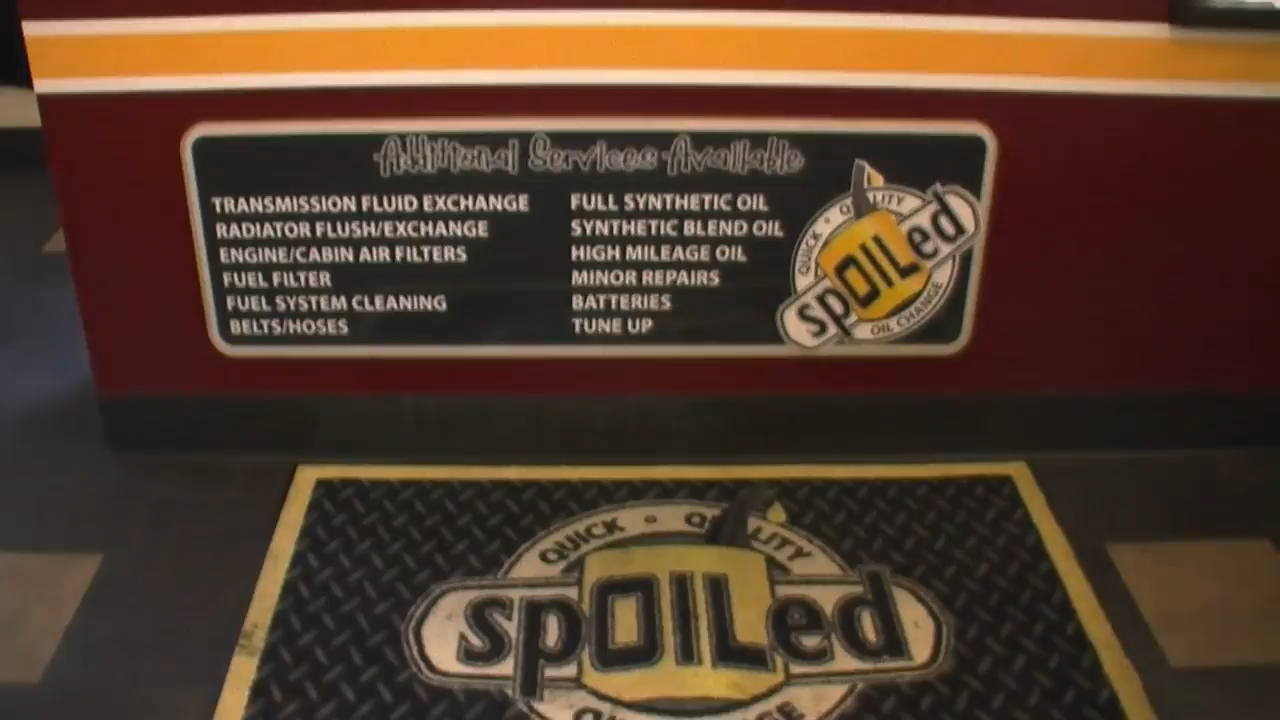 Additional Services Available
TRANSMISSION FLUID EXCHANGE
RADIATOR FLUSH/EXCHANGE
ENGINE/CABIN AIR FILTERS
FUEL FILTER
FUEL SYSTEM CLEANING
BELTS/HOSES
FULL SYNTHETIC OIL
SYNTHETIC BLEND OIL
HIGH MILEAGE OIL
MINOR REPAIRS
BATTERIES
TUNE UP
QUICK • QUALITY
spOILed
OIL CHANGE
QUICK • QUALITY
spOILed